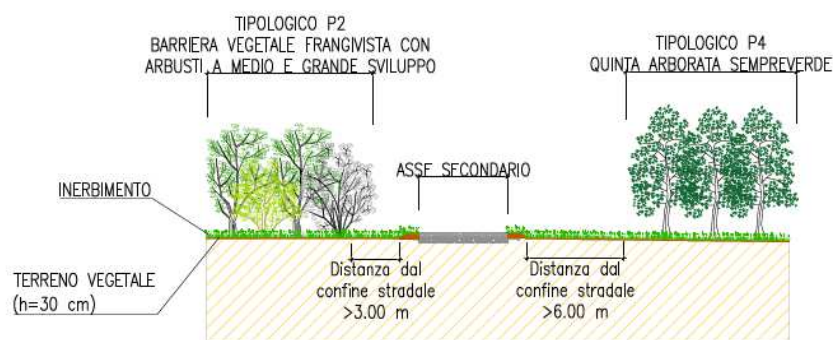 TIPOLOGICO P2
BARRIERA VEGETALE FRANGIVISTA CON
ARBUSTI A MEDIO E GRANDE SVILUPPO
TIPOLOGICO P4
QUINTA ARBORATA SEMPREVERDE
ASSE SECONDARIO
INERBIMENTO
TERRENO VEGETALE
(h=30 cm)
Distanza dal
confine stradale
>3.00 m
Distanza dal
confine stradale
>6.00 m